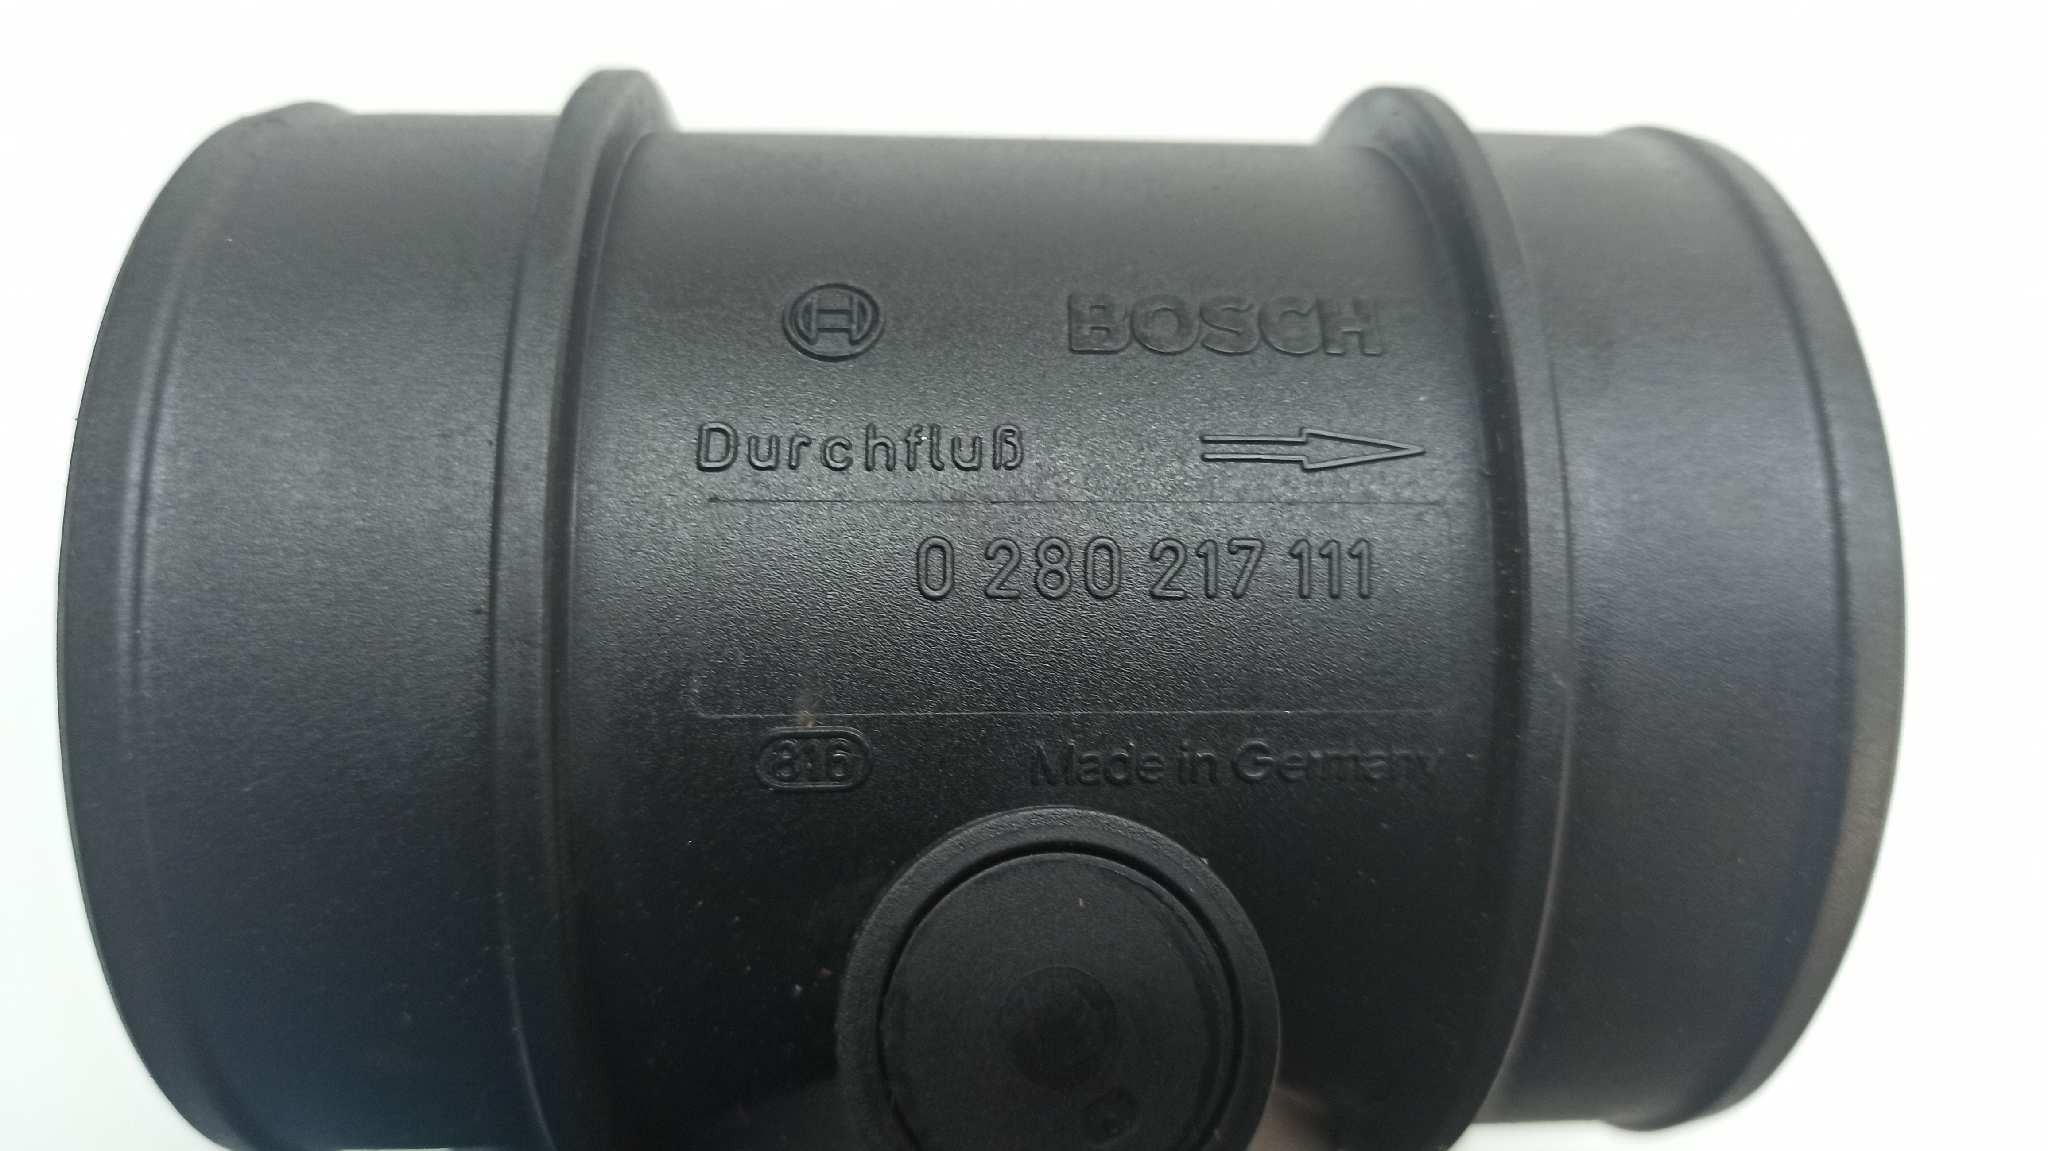 BOSCH
Durchfluß
0 280 217 111
816
Made in Germany